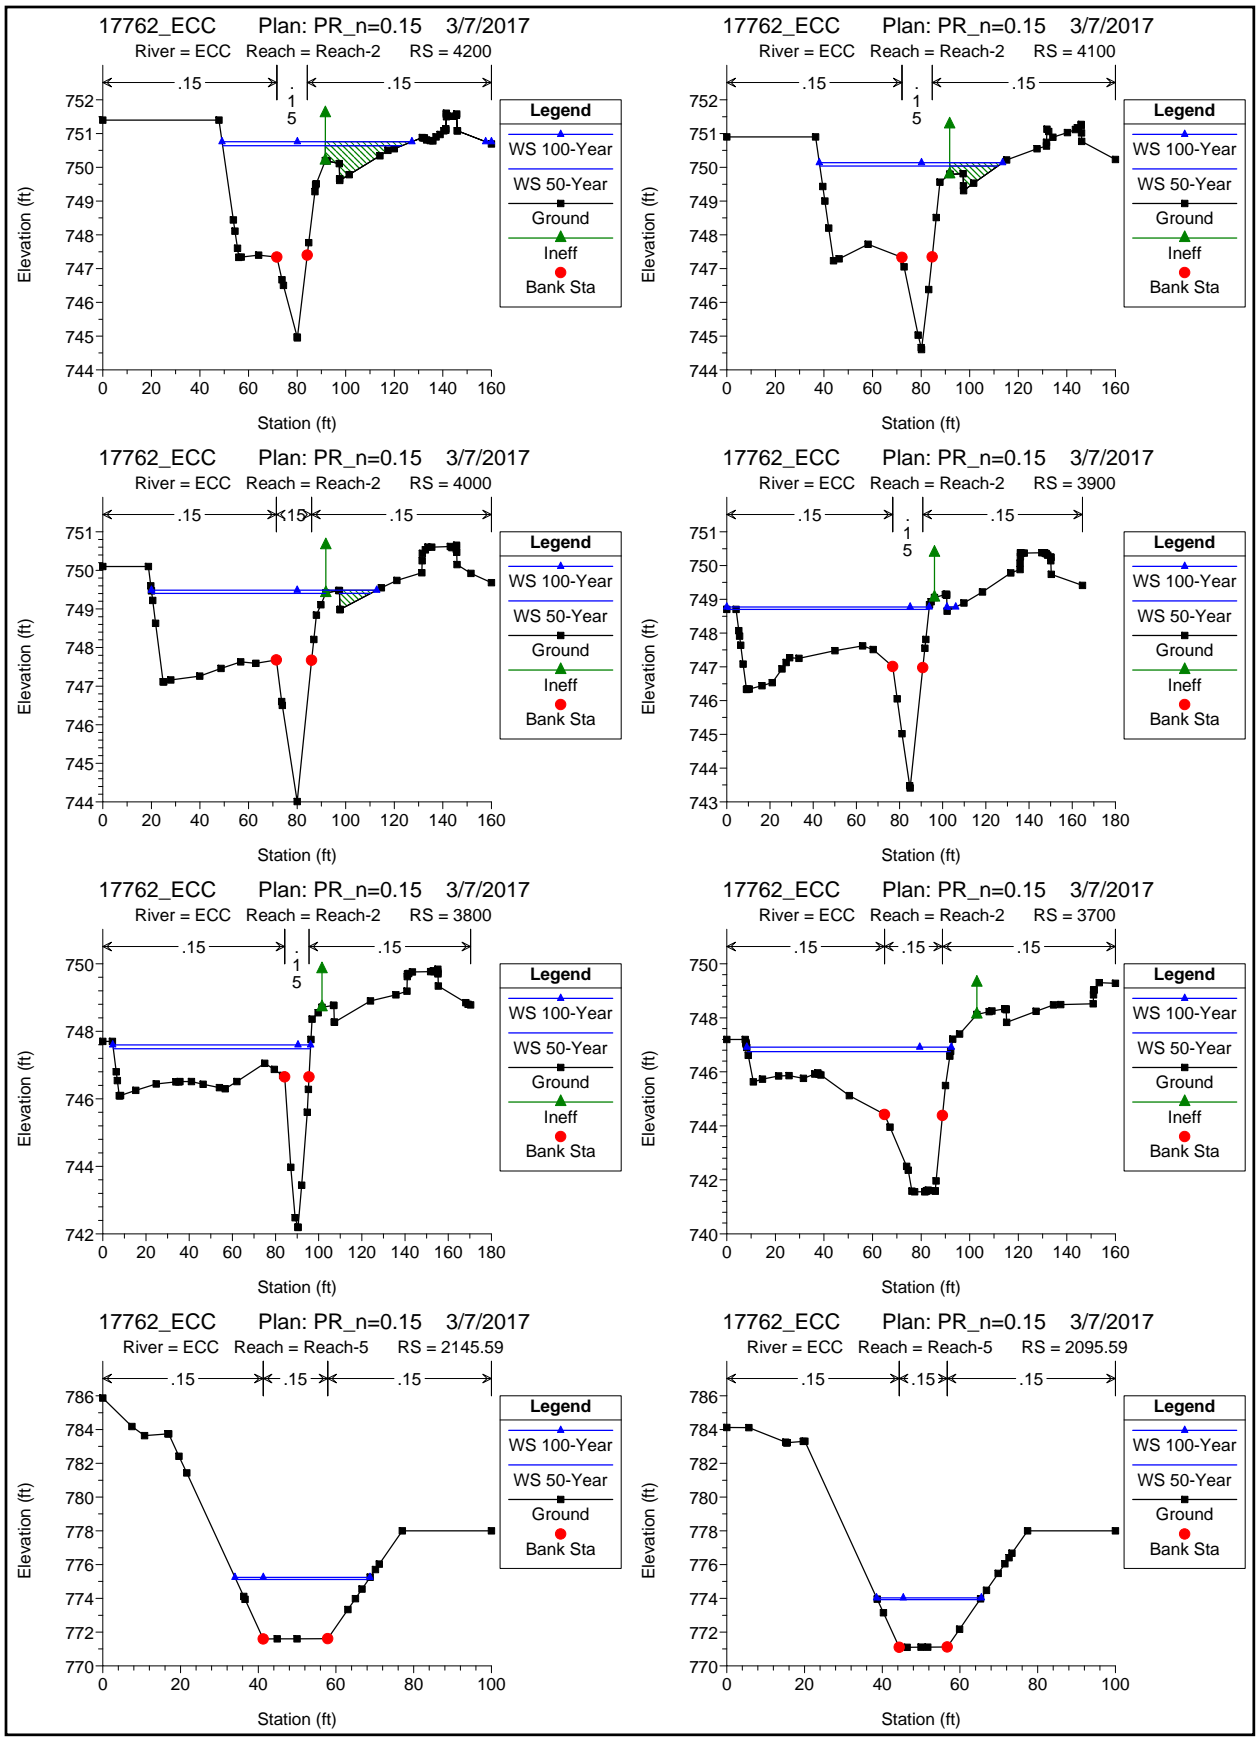 17762_ECC Plan: PR_n=0.15 3/7/2017
River = ECC Reach = Reach-2 RS = 4200
.15
.15
.15
Elevation (ft)
752
751
750
749
748
747
746
745
744
0 20 40 60 80 100 120 140 160
Station (ft)
Legend
WS 100-Year
WS 50-Year
Ground
Ineff
Bank Sta
17762_ECC Plan: PR_n=0.15 3/7/2017
River = ECC Reach = Reach-2 RS = 4100
.15
.15
.15
Elevation (ft)
752
751
750
749
748
747
746
745
744
0 20 40 60 80 100 120 140 160
Station (ft)
Legend
WS 100-Year
WS 50-Year
Ground
Ineff
Bank Sta
17762_ECC Plan: PR_n=0.15 3/7/2017
River = ECC Reach = Reach-2 RS = 4000
.15
.15
.15
Elevation (ft)
751
750
749
748
747
746
745
744
0 20 40 60 80 100 120 140 160
Station (ft)
Legend
WS 100-Year
WS 50-Year
Ground
Ineff
Bank Sta
17762_ECC Plan: PR_n=0.15 3/7/2017
River = ECC Reach = Reach-2 RS = 3900
.15
.15
.15
Elevation (ft)
751
750
749
748
747
746
745
744
743
0 20 40 60 80 100 120 140 160 180
Station (ft)
Legend
WS 100-Year
WS 50-Year
Ground
Ineff
Bank Sta
17762_ECC Plan: PR_n=0.15 3/7/2017
River = ECC Reach = Reach-2 RS = 3800
.15
.15
.15
Elevation (ft)
750
748
746
744
742
0 20 40 60 80 100 120 140 160 180
Station (ft)
Legend
WS 100-Year
WS 50-Year
Ground
Ineff
Bank Sta
17762_ECC Plan: PR_n=0.15 3/7/2017
River = ECC Reach = Reach-2 RS = 3700
.15
.15
.15
Elevation (ft)
750
748
746
744
742
740
0 20 40 60 80 100 120 140 160
Station (ft)
Legend
WS 100-Year
WS 50-Year
Ground
Ineff
Bank Sta
17762_ECC Plan: PR_n=0.15 3/7/2017
River = ECC Reach = Reach-5 RS = 2145.59
.15
.15
.15
Elevation (ft)
786
784
782
780
778
776
774
772
770
0 20 40 60 80 100
Station (ft)
Legend
WS 100-Year
WS 50-Year
Ground
Bank Sta
17762_ECC Plan: PR_n=0.15 3/7/2017
River = ECC Reach = Reach-5 RS = 2095.59
.15
.15
.15
Elevation (ft)
786
784
782
780
778
776
774
772
770
0 20 40 60 80 100
Station (ft)
Legend
WS 100-Year
WS 50-Year
Ground
Bank Sta